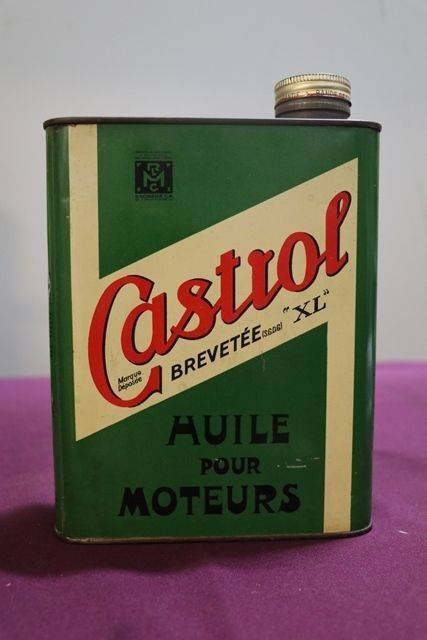 Castrol
Marque
Déposée
BREVETÉE (S.G.D.G) "XL"
HUILE
POUR
MOTEURS